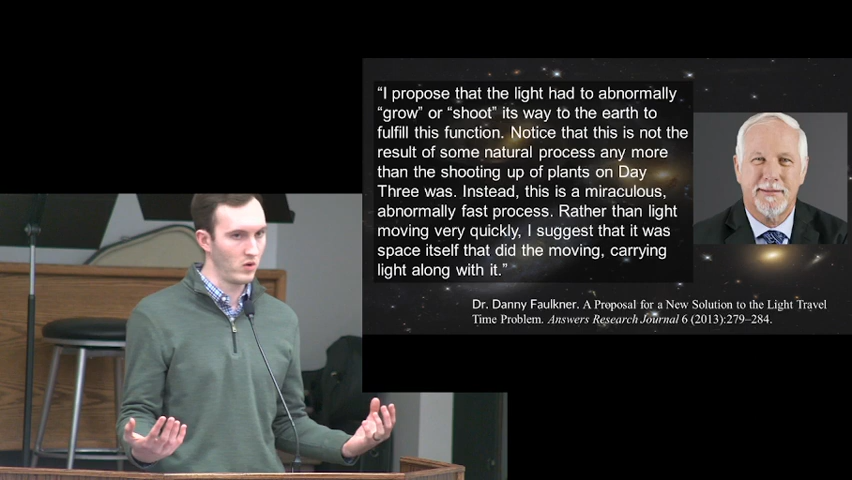 “I propose that the light had to abnormally
“grow” or “shoot” its way to the earth to
fulfill this function. Notice that this is not the
result of some natural process any more
than the shooting up of plants on Day
Three was. Instead, this is a miraculous,
abnormally fast process. Rather than light
moving very quickly, I suggest that it was
space itself that did the moving, carrying
light along with it.”
Dr. Danny Faulkner. A Proposal for a New Solution to the Light Travel
Time Problem. Answers Research Journal 6 (2013):279–284.